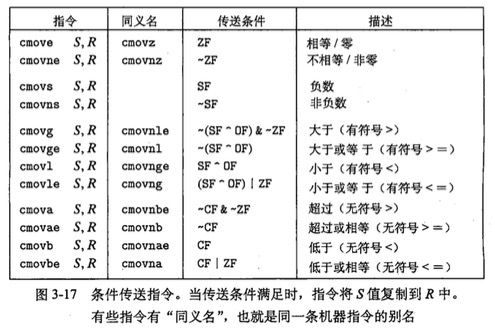 指令 同义名 传送条件 描述
cmove S, R cmovz ZF 相等 / 零
cmovne S, R cmovnz ~ZF 不相等 / 非零
cmovs S, R SF 负数
cmovns S, R ~SF 非负数
cmovg S, R cmovnle ~(SF ^ OF) & ~ZF 大于（有符号 >）
cmovge S, R cmovnl ~(SF ^ OF) 大于或等于（有符号 > =）
cmovl S, R cmovnge SF ^ OF 小于（有符号 <）
cmovle S, R cmovng (SF ^ OF) | ZF 小于或等于（有符号 < =）
cmova S, R cmovnbe ~CF & ~ZF 超过（无符号 >）
cmovae S, R cmovnb ~CF 超过或相等（无符号 > =）
cmovb S, R cmovnae CF 低于（无符号 <）
cmovbe S, R cmovna CF | ZF 低于或相等（无符号 < =）
图 3-17 条件传送指令。当传送条件满足时，指令将 S 值复制到 R 中。
有些指令有“同义名”，也就是同一条机器指令的别名